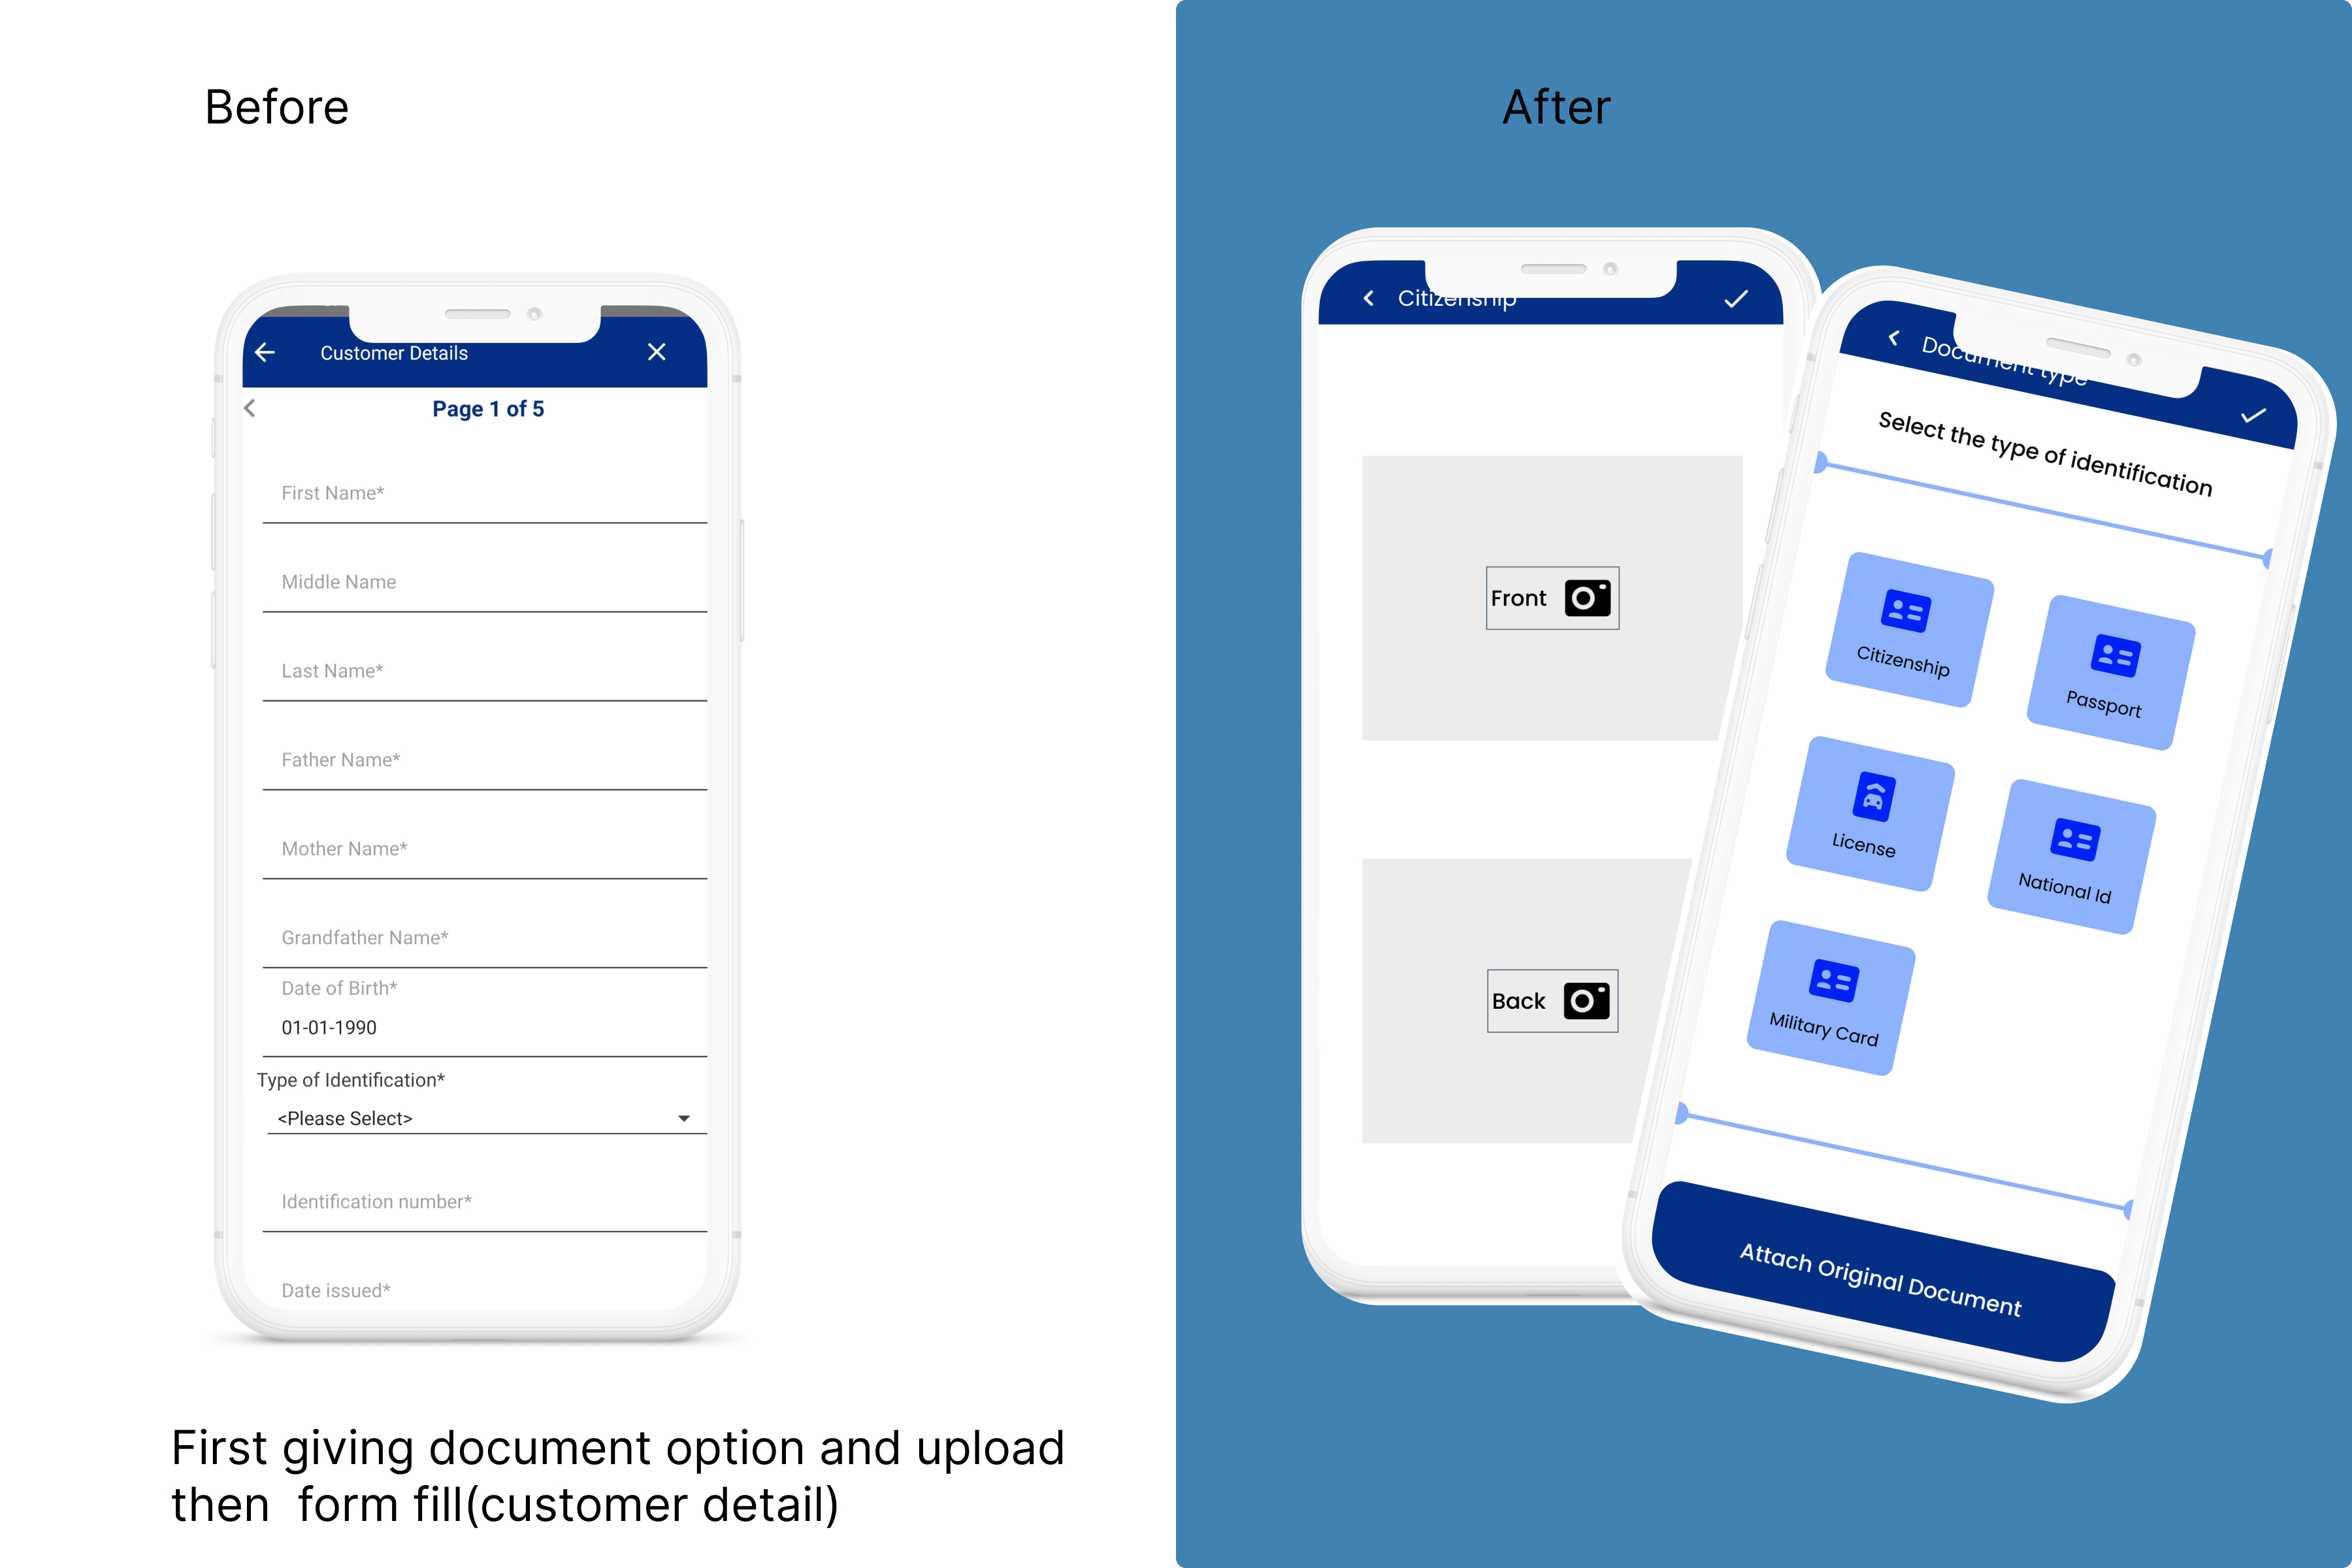 Before
Customer Details
Page 1 of 5
First Name*
Middle Name
Last Name*
Father Name*
Mother Name*
Grandfather Name*
Date of Birth*
01-01-1990
Type of Identification*
<Please Select>
Identification number*
Date issued*
First giving document option and upload
then form fill(customer detail)
After
Citizenship
Front
Back
Document type
Select the type of identification
Citizenship
Passport
License
National Id
Military Card
Attach Original Document